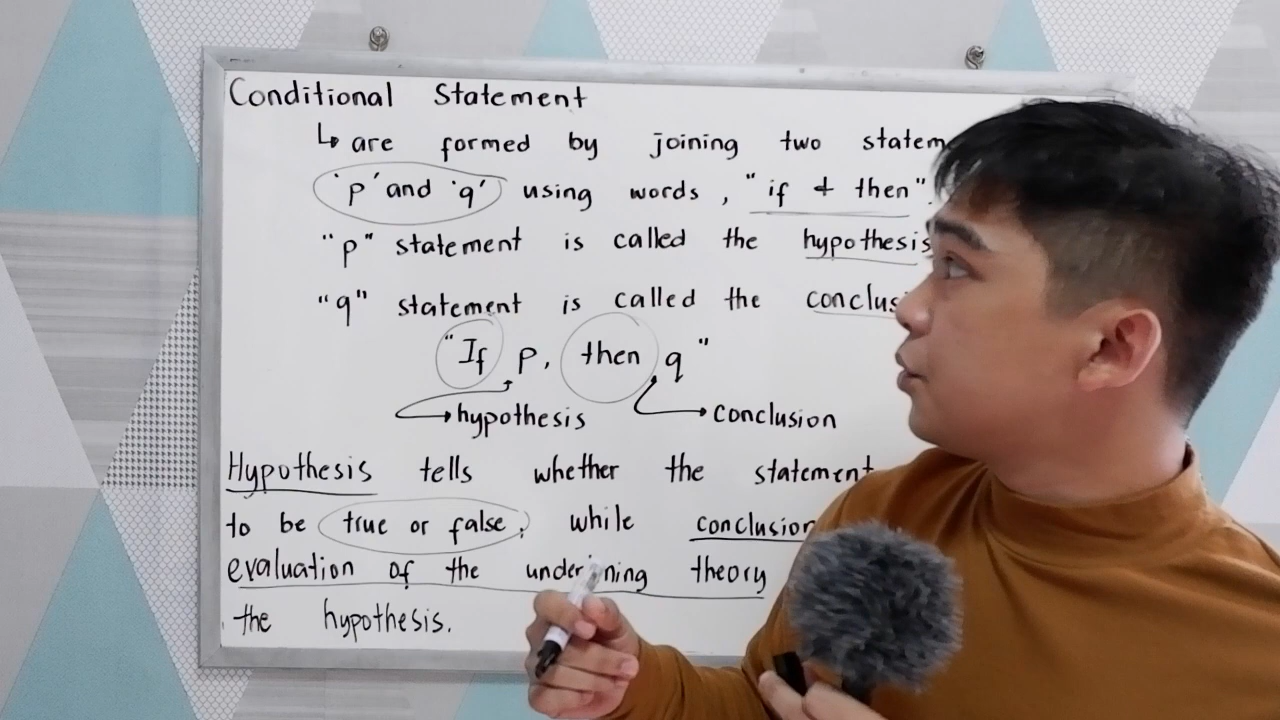 Conditional Statement
↳ are formed by joining two statem
'p' and 'q' using words, "if & then".
"p" statement is called the hypothesis
"q" statement is called the conclus
"If p, then q"
hypothesis conclusion
Hypothesis tells whether the statement
to be true or false, while conclusion
evaluation of the theory
the hypothesis.